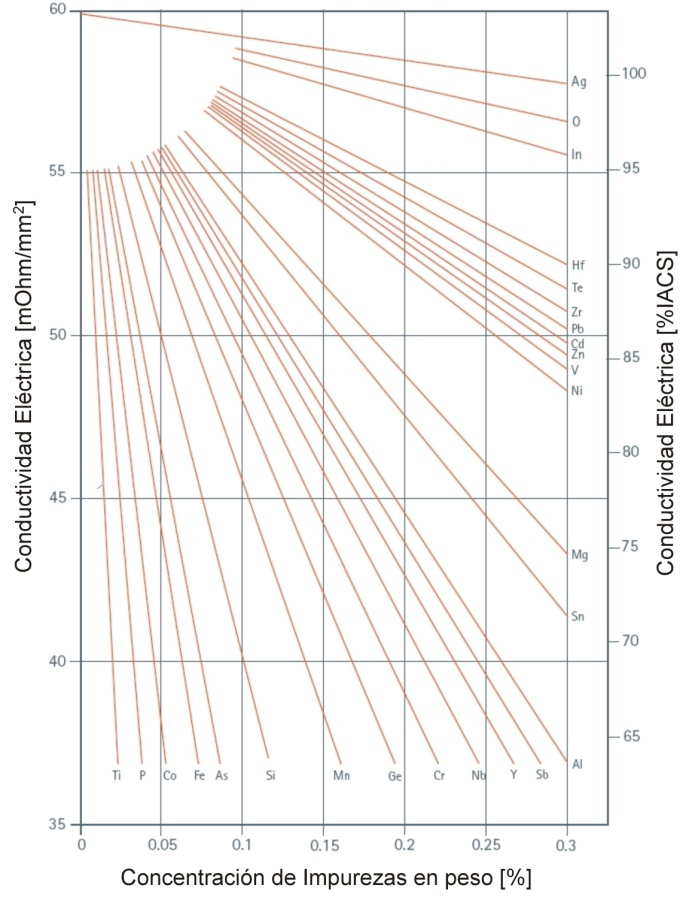 60
55
50
45
40
35
Conductividad Eléctrica [mOhm/mm²]
100
95
90
85
80
75
70
65
Conductividad Eléctrica [%IACS]
Ag
O
In
Hf
Te
Zr
Pb
Cd
Zn
V
Ni
Mg
Sn
Al
Ti P Co Fe As Si Mn Ge Cr Nb Y Sb
0 0.05 0.1 0.15 0.2 0.25 0.3
Concentración de Impurezas en peso [%]